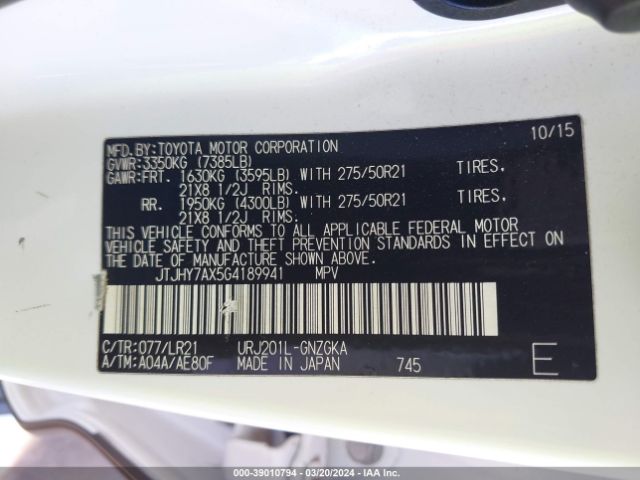 10/15
MFD.BY:TOYOTA MOTOR CORPORATION
GVWR:3350KG (7385LB)
GAWR:FRT. 1630KG (3595LB) WITH 275/50R21 TIRES,
21X8 1/2J RIMS.
RR. 1950KG (4300LB) WITH 275/50R21 TIRES,
21X8 1/2J RIMS.
THIS VEHICLE CONFORMS TO ALL APPLICABLE FEDERAL MOTOR
VEHICLE SAFETY AND THEFT PREVENTION STANDARDS IN EFFECT ON
THE DATE OF MANUFACTURE SHOWN ABOVE.
JTJHY7AX5G4189941 MPV
C/TR:077/LR21 URJ201L-GNZGKA
A/TM:A04A/AE80F MADE IN JAPAN 745 E
000-39010794 - 03/20/2024 - IAA Inc.